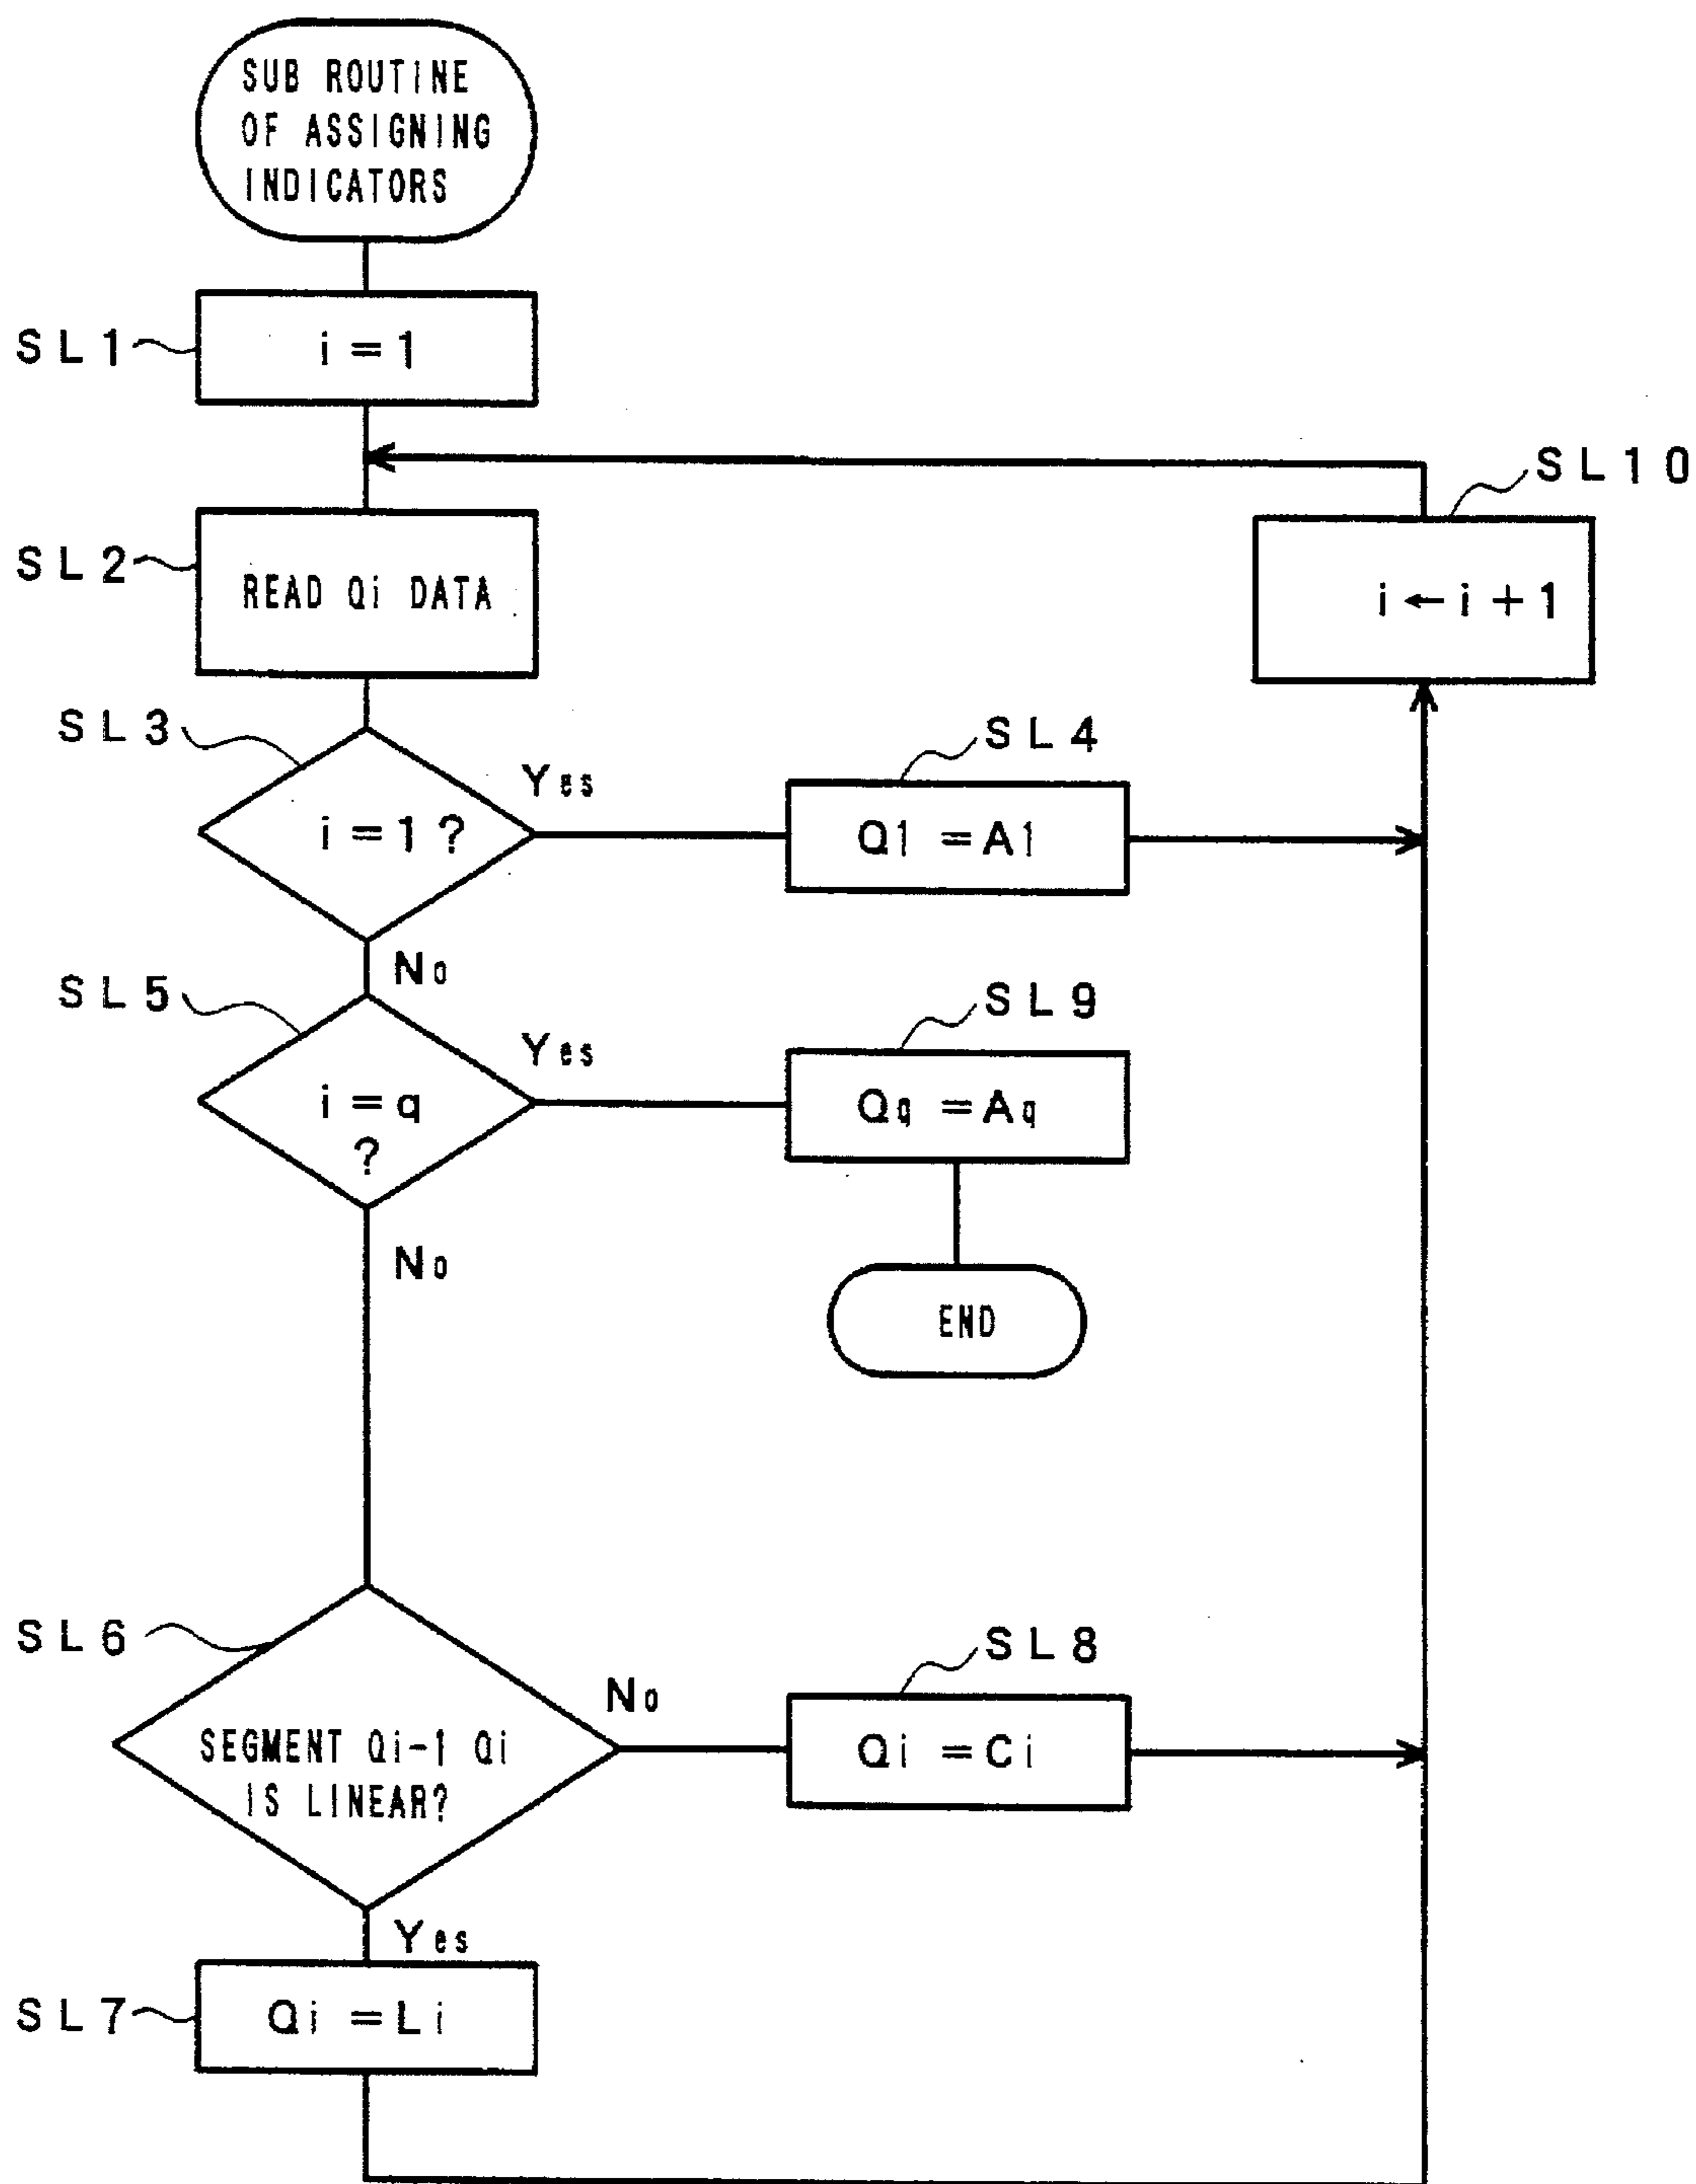 SUB ROUTINE
OF ASSIGNING
INDICATORS
SL1
i = 1
SL10
i ← i + 1
SL2
READ Qi DATA
SL3
i = 1 ?
Yes
SL4
Q1 = A1
No
SL5
i = q
?
Yes
SL9
Qq = Aq
No
END
SL6
SEGMENT Qi-1 Qi
IS LINEAR?
No
SL8
Qi = Ci
Yes
SL7
Qi = Li